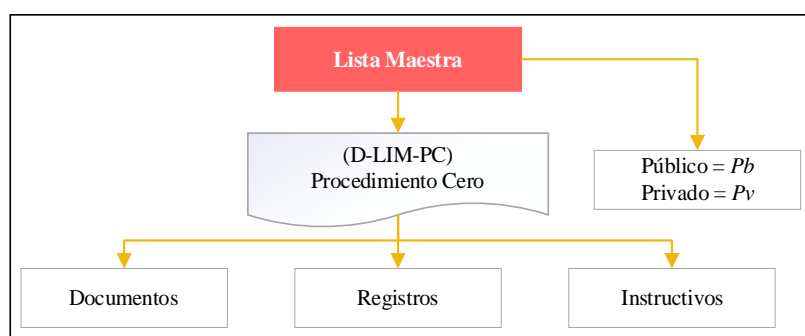 Lista Maestra
(D-LIM-PC)
Procedimiento Cero
Público = Pb
Privado = Pv
Documentos
Registros
Instructivos